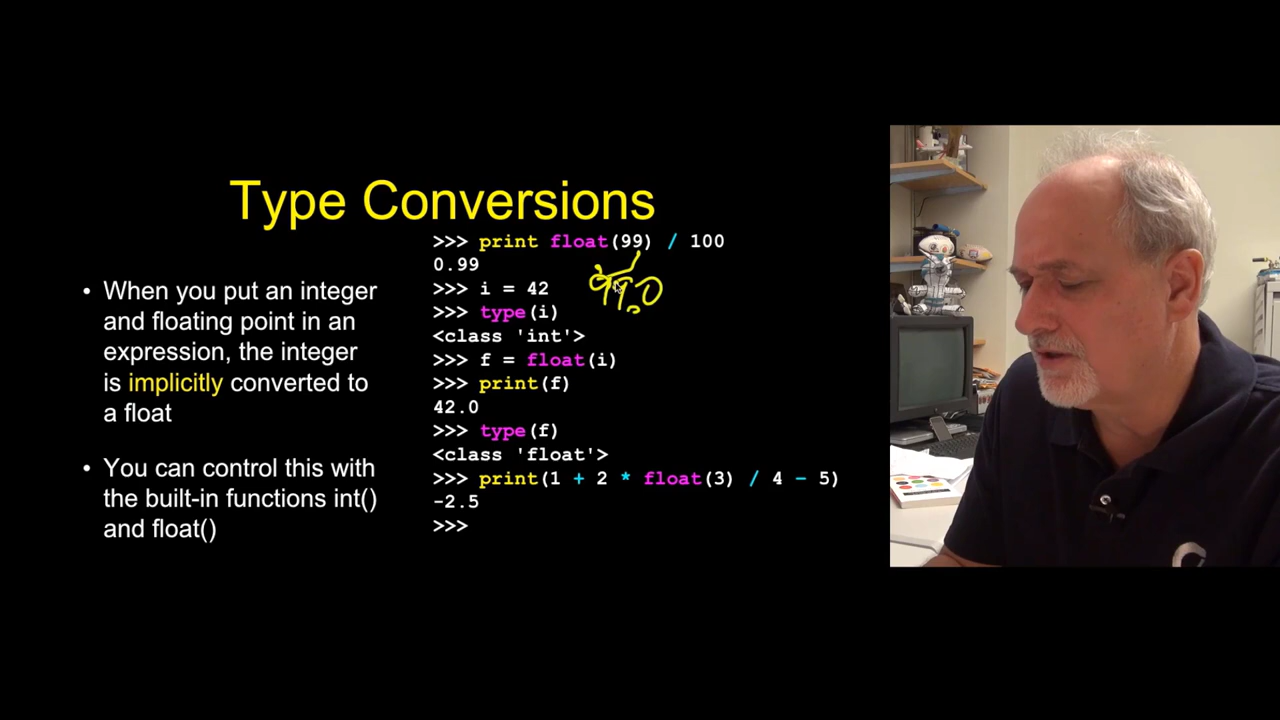 Type Conversions
When you put an integer
and floating point in an
expression, the integer
is implicitly converted to
a float
You can control this with
the built-in functions int()
and float()
>>> print float(99) / 100
0.99
>>> i = 42
>>> type(i)
<class 'int'>
>>> f = float(i)
>>> print(f)
42.0
>>> type(f)
<class 'float'>
>>> print(1 + 2 * float(3) / 4 - 5)
-2.5
>>>
99.0